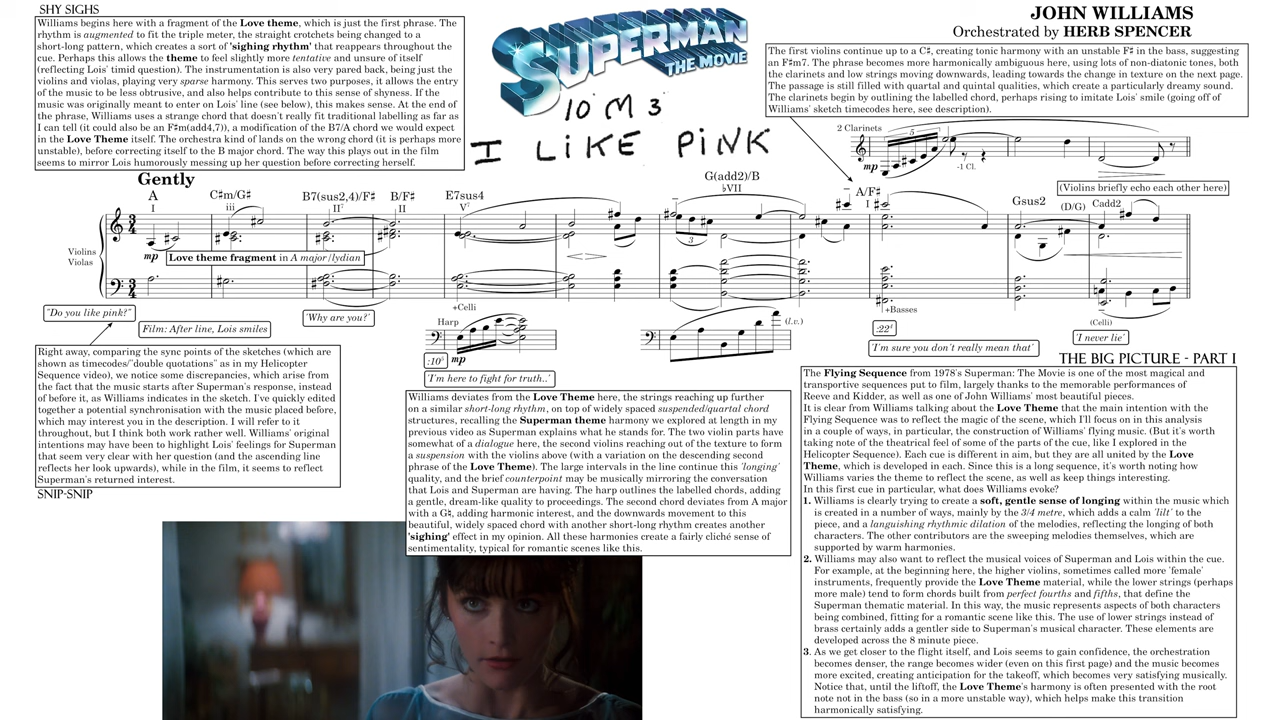 SHY SIGHS
Williams begins here with a fragment of the Love theme, which is just the first phrase. The
rhythm is augmented to fit the triple meter, the straight crotchets being changed to a
short-long pattern, which creates a sort of 'sighing rhythm' that reappears throughout the
cue. Perhaps this allows the theme to feel slightly more tentative and unsure of itself
(reflecting Lois' timid question). The instrumentation is also very pared back, being just the
violins and violas, playing very sparse harmony. This serves two purposes, it allows the entry
of the music to be less obtrusive, and also helps contribute to this sense of shyness. If the
music was originally meant to enter on Lois' line (see below), this makes sense. At the end of
the phrase, Williams uses a strange chord that doesn't really fit traditional labelling as far as
I can tell (it could also be an F♯m(add4,7)), a modification of the B7/A chord we would expect
in the Love Theme itself. The orchestra kind of lands on the wrong chord (it is perhaps more
unstable), before correcting itself to the B major chord. The way this plays out in the film
seems to mirror Lois humorously messing up her question before correcting herself.
SUPERMAN
THE MOVIE
10 M 3
I LIKE PINK
JOHN WILLIAMS
Orchestrated by HERB SPENCER
The first violins continue up to a C♯, creating tonic harmony with an unstable F♯ in the bass, suggesting
an F♯m7. The phrase becomes more harmonically ambiguous here, using lots of non-diatonic tones, both
the clarinets and low strings moving downwards, leading towards the change in texture on the next page.
The passage is still filled with quartal and quintal qualities, which create a particularly dreamy sound.
The clarinets begin by outlining the labelled chord, perhaps rising to imitate Lois' smile (going off of
Williams' sketch timecodes here, see description).
2 Clarinets
5
mp
-1 Cl.
(Violins briefly echo each other here)
Gently
A
C♯m/G♯
B7(sus2,4)/F♯
B/F♯
E7sus4
G(add2)/B
A/F♯
Gsus2
(D/G)
Cadd2
I
iii
II7
II
V7
♭VII
I
Violins
Violas
3
4
mp
Love theme fragment in A major/lydian
3
"Do you like pink?"
Film: After line, Lois smiles
'Why are you?'
+Celli
Harp
:10⁵
mp
'I'm here to fight for truth..'
(l.v.)
+Basses
:22²
'I'm sure you don't really mean that'
(Celli)
'I never lie'
Right away, comparing the sync points of the sketches (which are
shown as timecodes/"double quotations" as in my Helicopter
Sequence video), we notice some discrepancies, which arise from
the fact that the music starts after Superman's response, instead
of before it, as Williams indicates in the sketch. I've quickly edited
together a potential synchronisation with the music placed before,
which may interest you in the description. I will refer to it
throughout, but I think both work rather well. Williams' original
intentions may have been to highlight Lois' feelings for Superman
that seem very clear with her question (and the ascending line
reflects her look upwards), while in the film, it seems to reflect
Superman's returned interest.
SNIP-SNIP
Williams deviates from the Love Theme here, the strings reaching up further
on a similar short-long rhythm, on top of widely spaced suspended/quartal chord
structures, recalling the Superman theme harmony we explored at length in my
previous video as Superman explains what he stands for. The two violin parts have
somewhat of a dialogue here, the second violins reaching out of the texture to form
a suspension with the violins above (with a variation on the descending second
phrase of the Love Theme). The large intervals in the line continue this 'longing'
quality, and the brief counterpoint may be musically mirroring the conversation
that Lois and Superman are having. The harp outlines the labelled chords, adding
a gentle, dream-like quality to proceedings. The second chord deviates from A major
with a G♮, adding harmonic interest, and the downwards movement to this
beautiful, widely spaced chord with another short-long rhythm creates another
'sighing' effect in my opinion. All these harmonies create a fairly cliché sense of
sentimentality, typical for romantic scenes like this.
THE BIG PICTURE - PART I
The Flying Sequence from 1978's Superman: The Movie is one of the most magical and
transportive sequences put to film, largely thanks to the memorable performances of
Reeve and Kidder, as well as one of John Williams' most beautiful pieces.
It is clear from Williams talking about the Love Theme that the main intention with the
Flying Sequence was to reflect the magic of the scene, which I'll focus on in this analysis
in a couple of ways, in particular, the construction of Williams' flying music. (But it's worth
taking note of the theatrical feel of some of the parts of the cue, like I explored in the
Helicopter Sequence). Each cue is different in aim, but they are all united by the Love
Theme, which is developed in each. Since this is a long sequence, it's worth noting how
Williams varies the theme to reflect the scene, as well as keep things interesting.
In this first cue in particular, what does Williams evoke?
1. Williams is clearly trying to create a soft, gentle sense of longing within the music which
is created in a number of ways, mainly by the 3/4 metre, which adds a calm 'lilt' to the
piece, and a languishing rhythmic dilation of the melodies, reflecting the longing of both
characters. The other contributors are the sweeping melodies themselves, which are
supported by warm harmonies.
2. Williams may also want to reflect the musical voices of Superman and Lois within the cue.
For example, at the beginning here, the higher violins, sometimes called more 'female'
instruments, frequently provide the Love Theme material, while the lower strings (perhaps
more male) tend to form chords built from perfect fourths and fifths, that define the
Superman thematic material. In this way, the music represents aspects of both characters
being combined, fitting for a romantic scene like this. The use of lower strings instead of
brass certainly adds a gentler side to Superman's musical character. These elements are
developed across the 8 minute piece.
3. As we get closer to the flight itself, and Lois seems to gain confidence, the orchestration
becomes denser, the range becomes wider (even on this first page) and the music becomes
more excited, creating anticipation for the takeoff, which becomes very satisfying musically.
Notice that, until the liftoff, the Love Theme's harmony is often presented with the root
note not in the bass (so in a more unstable way), which helps make this transition
harmonically satisfying.